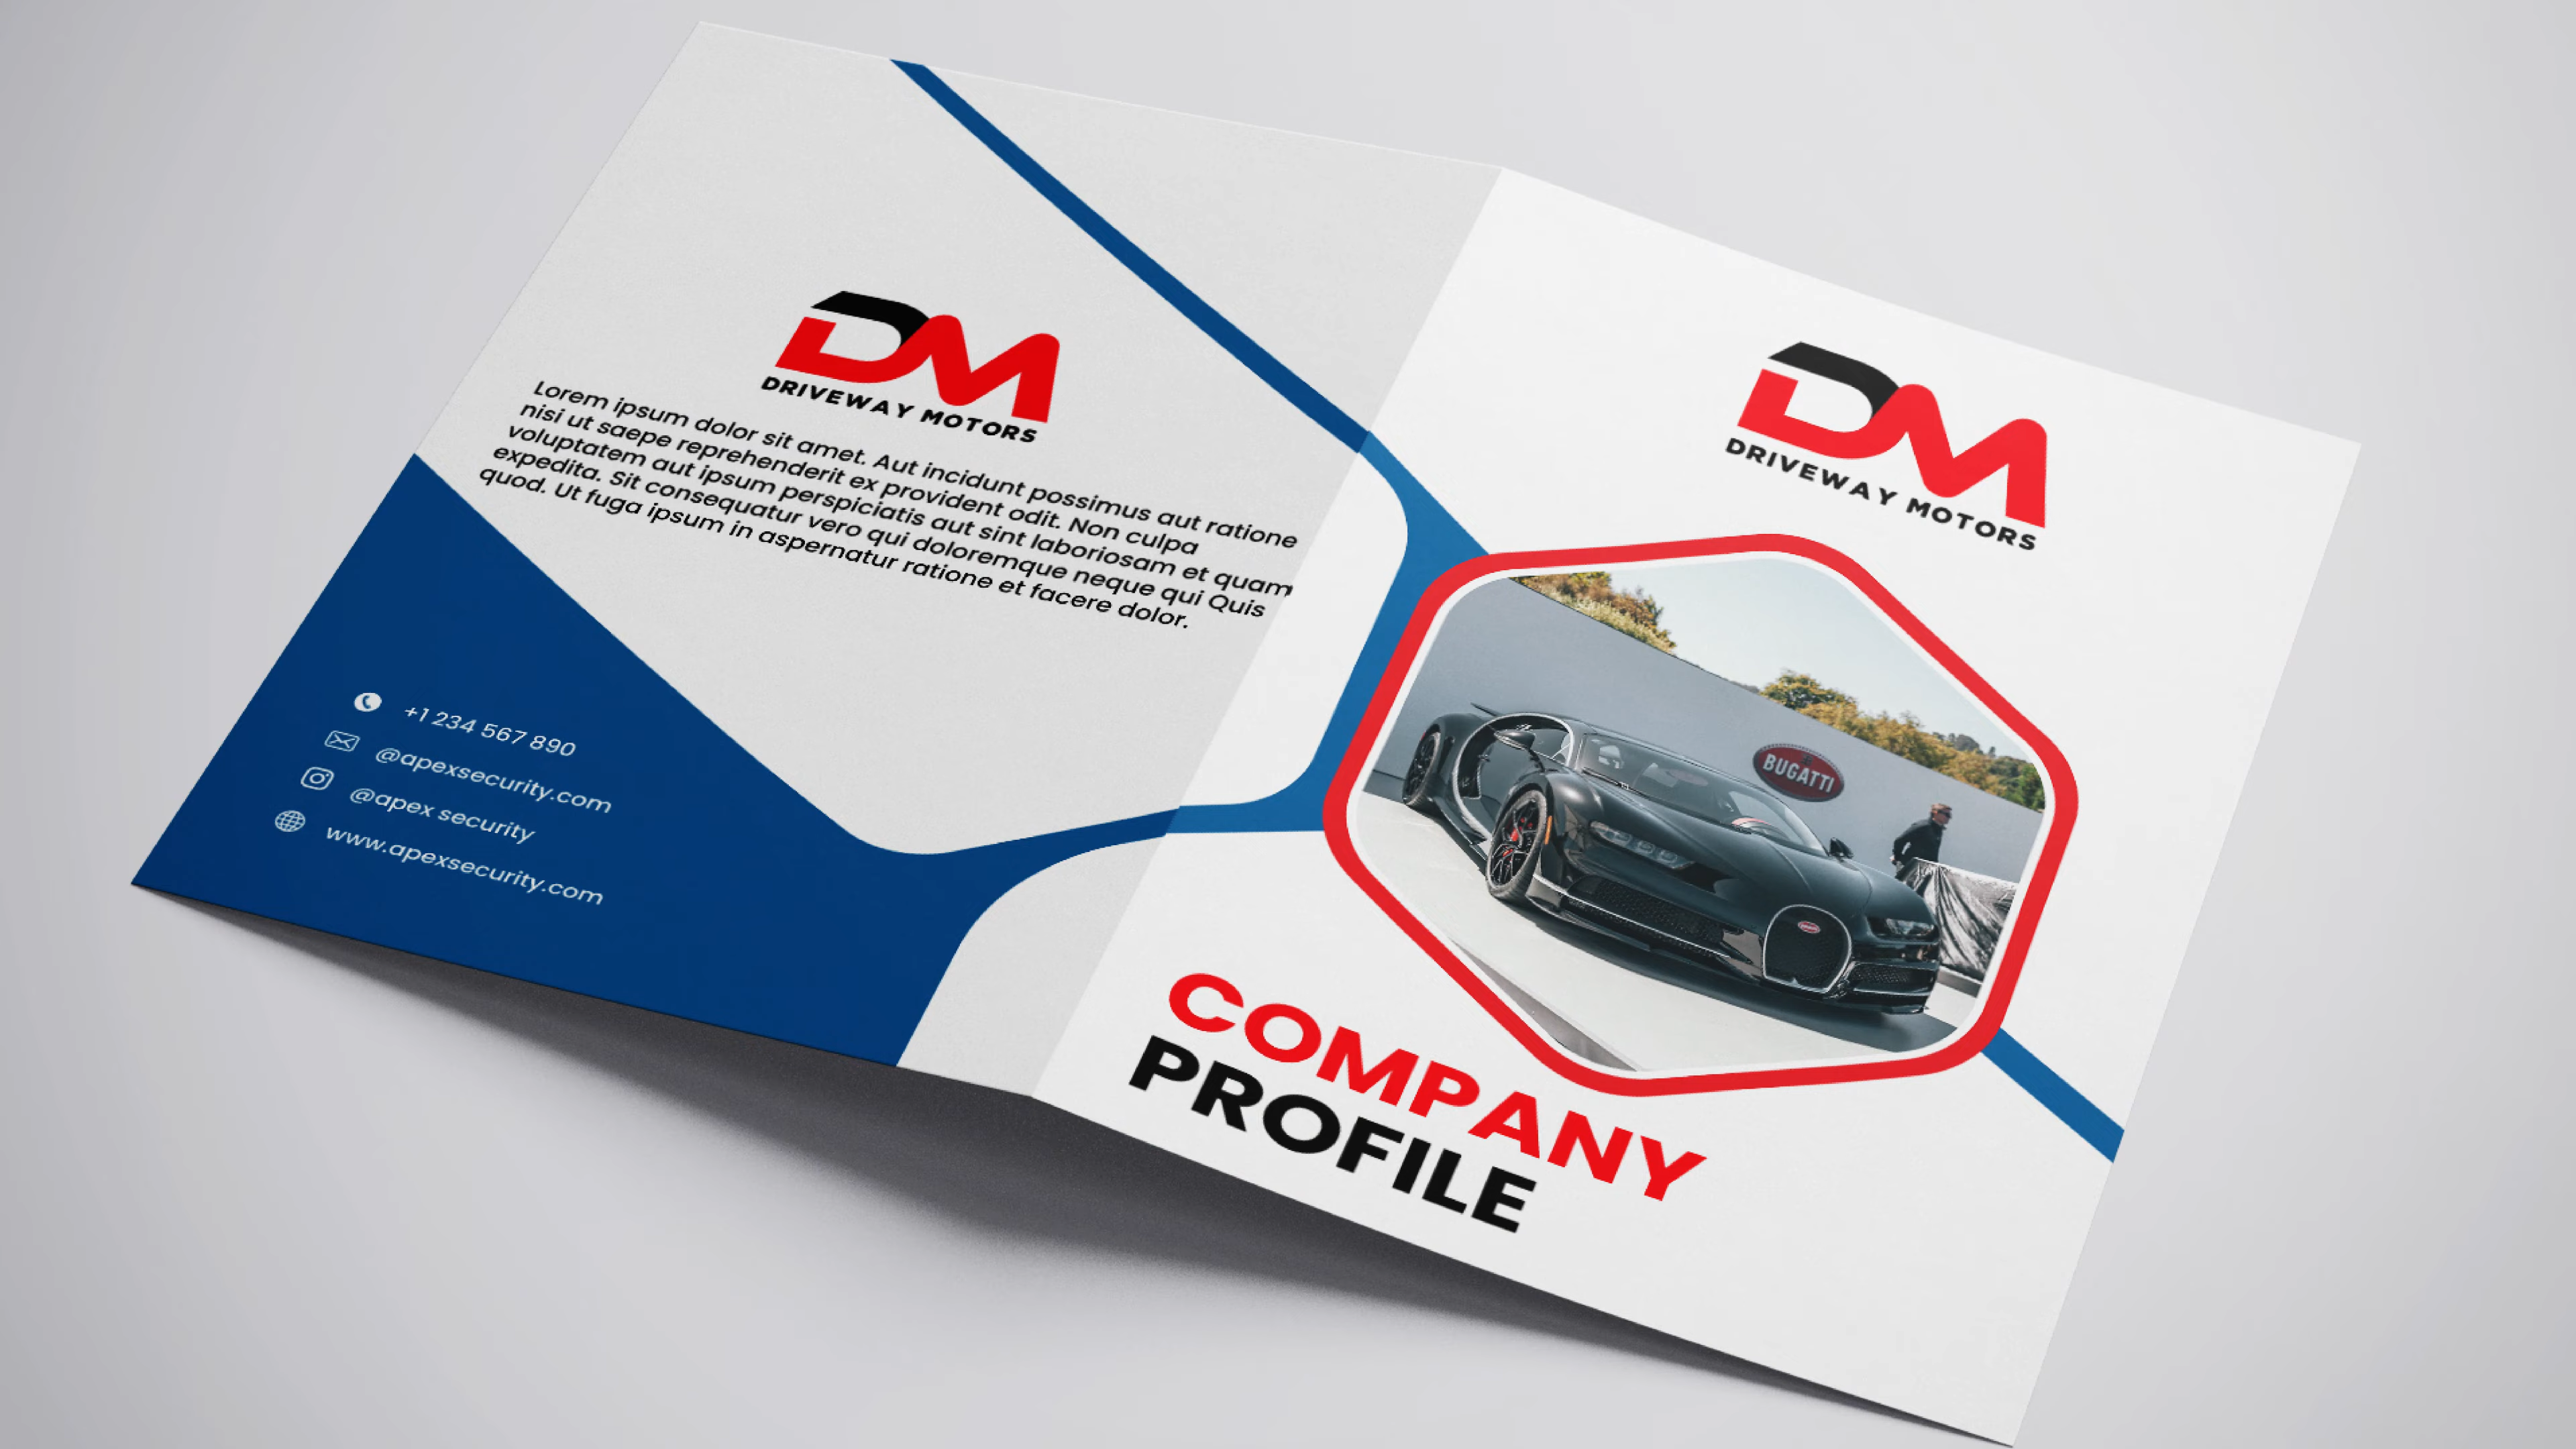 DM
DRIVEWAY MOTORS
Lorem ipsum dolor sit amet. Aut incidunt possimus aut ratione
nisi ut saepe reprehenderit ex provident odit. Non culpa
voluptatem aut ipsum perspiciatis aut sint laboriosam et quam
expedita. Sit consequatur vero qui doloremque neque qui Quis
quod. Ut fuga ipsum in aspernatur ratione et facere dolor.
+1 234 567 890
@apexsecurity.com
@apex security
www.apexsecurity.com
DM
DRIVEWAY MOTORS
BUGATTI
COMPANY
PROFILE